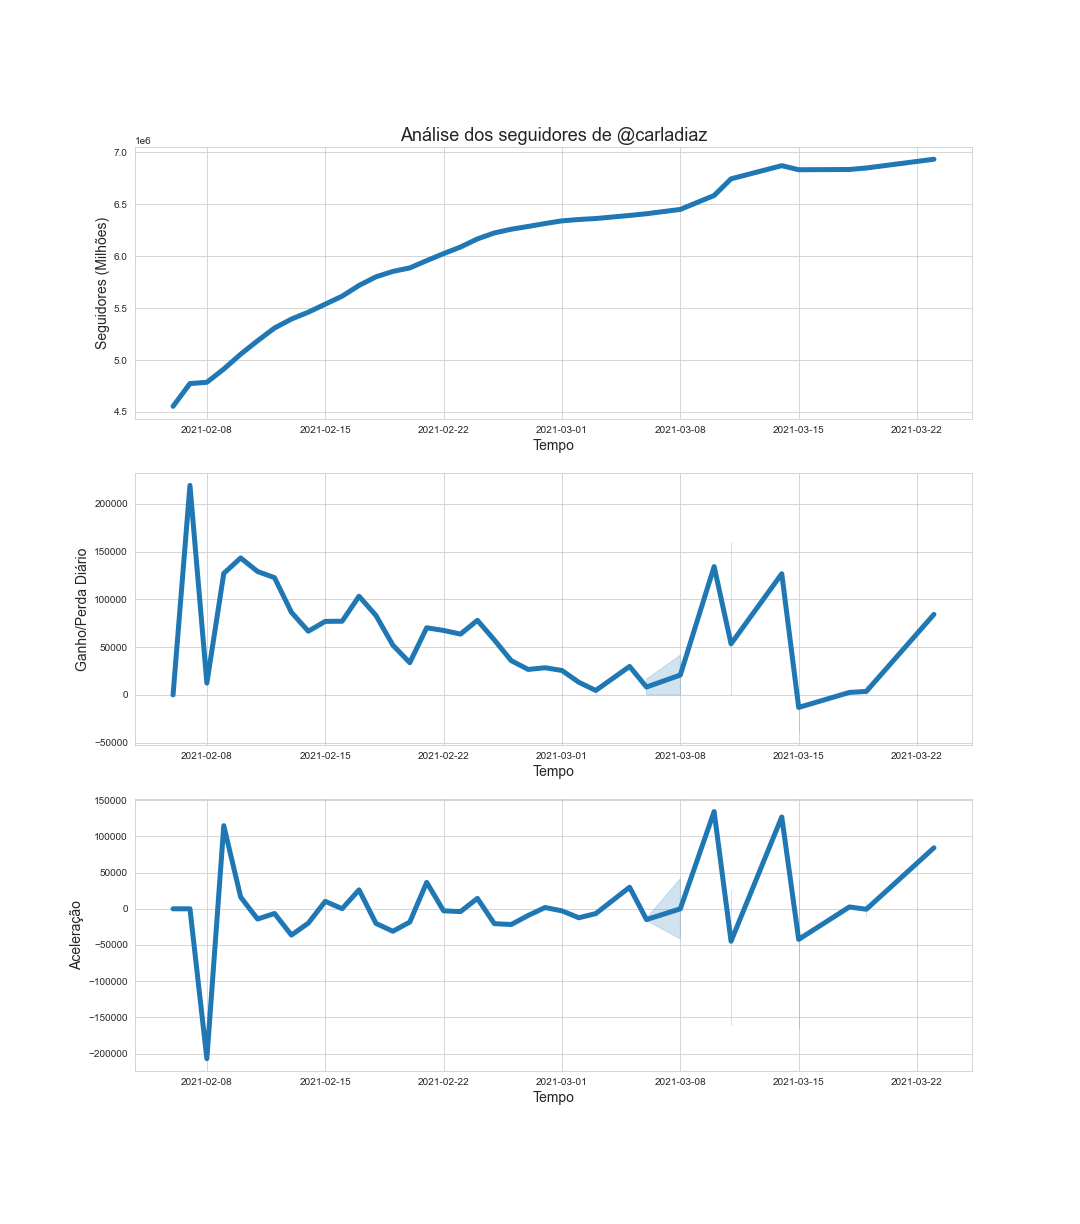 Análise dos seguidores de @carladiaz
1e6
7.0
6.5
6.0
5.5
5.0
4.5
Seguidores (Milhões)
2021-02-08 2021-02-15 2021-02-22 2021-03-01 2021-03-08 2021-03-15 2021-03-22
Tempo
200000
150000
100000
50000
0
−50000
Ganho/Perda Diário
2021-02-08 2021-02-15 2021-02-22 2021-03-01 2021-03-08 2021-03-15 2021-03-22
Tempo
150000
100000
50000
0
−50000
−100000
−150000
−200000
Aceleração
2021-02-08 2021-02-15 2021-02-22 2021-03-01 2021-03-08 2021-03-15 2021-03-22
Tempo